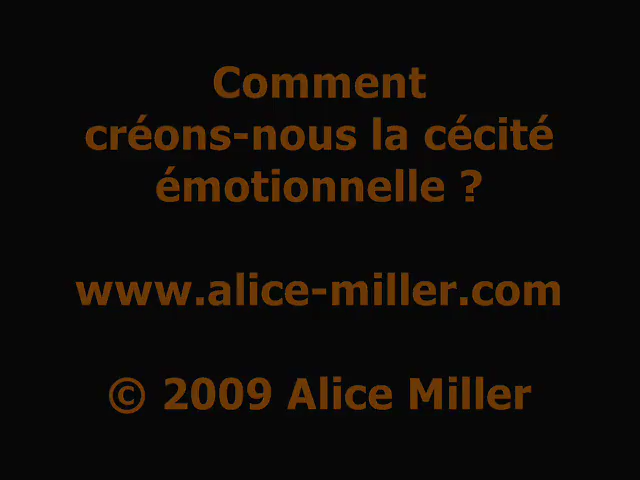 Comment
créons-nous la cécité
émotionnelle ?
www.alice-miller.com
© 2009 Alice Miller